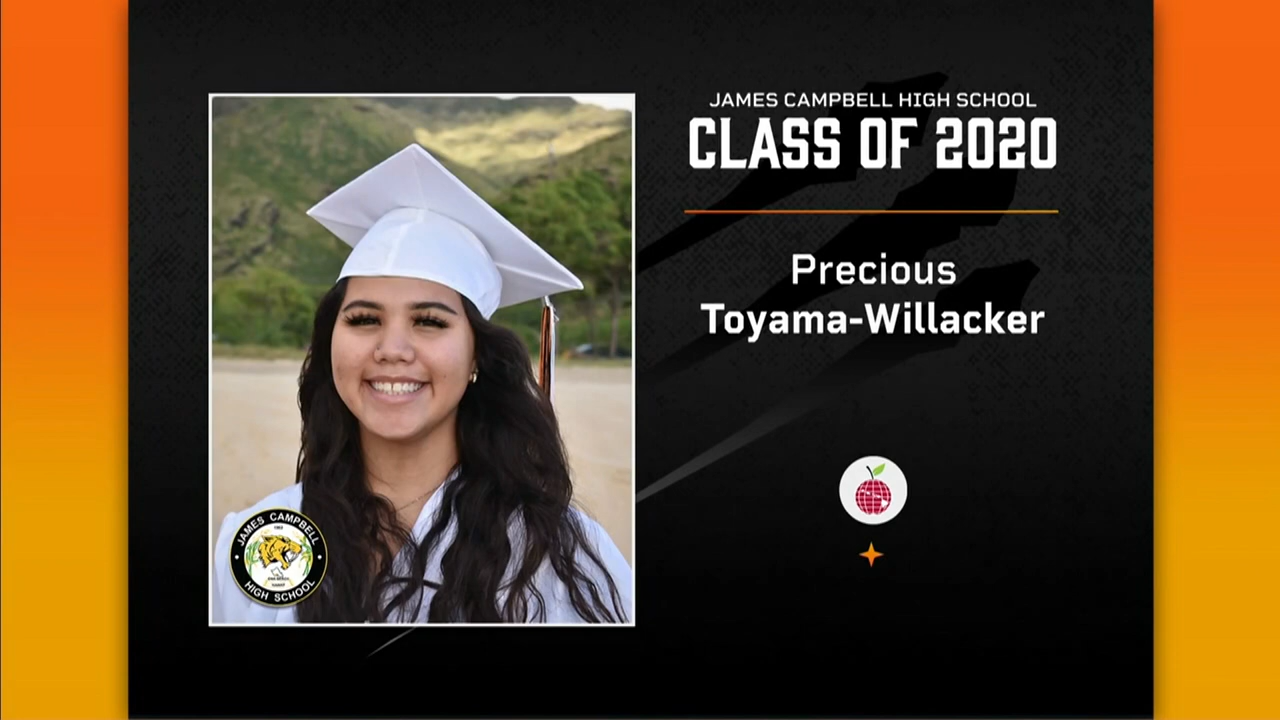 JAMES CAMPBELL HIGH SCHOOL
CLASS OF 2020
Precious
Toyama-Willacker
JAMES CAMPBELL
HIGH SCHOOL